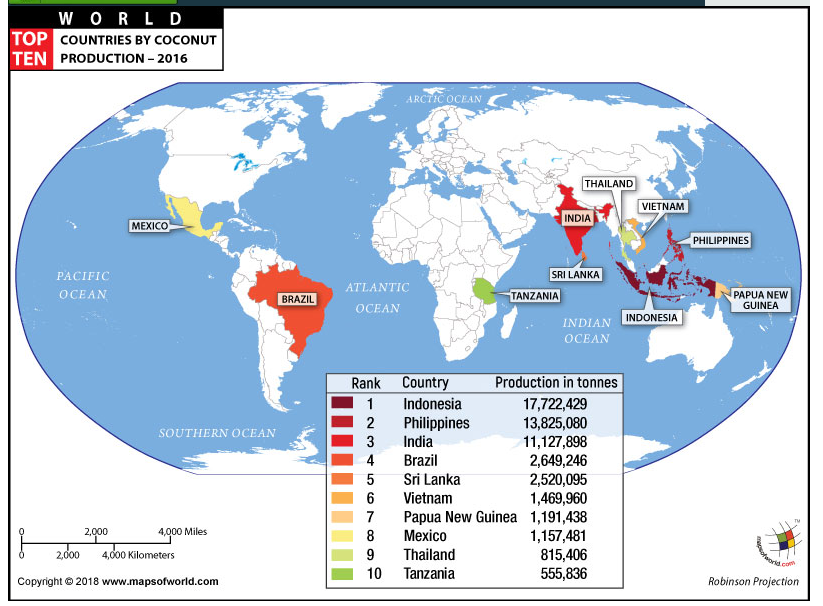 WORLD
TOP TEN
COUNTRIES BY COCONUT
PRODUCTION – 2016
ARCTIC OCEAN
THAILAND
VIETNAM
INDIA
MEXICO
PHILIPPINES
SRI LANKA
PACIFIC
OCEAN
ATLANTIC
OCEAN
BRAZIL
TANZANIA
PAPUA NEW
GUINEA
INDONESIA
INDIAN
OCEAN
SOUTHERN OCEAN
Rank Country Production in tonnes
1 Indonesia 17,722,429
2 Philippines 13,825,080
3 India 11,127,898
4 Brazil 2,649,246
5 Sri Lanka 2,520,095
6 Vietnam 1,469,960
7 Papua New Guinea 1,191,438
8 Mexico 1,157,481
9 Thailand 815,406
10 Tanzania 555,836
0 2,000 4,000 Miles
0 2,000 4,000 Kilometers
Copyright © 2018 www.mapsofworld.com
TM
mapsofworld.com
Robinson Projection